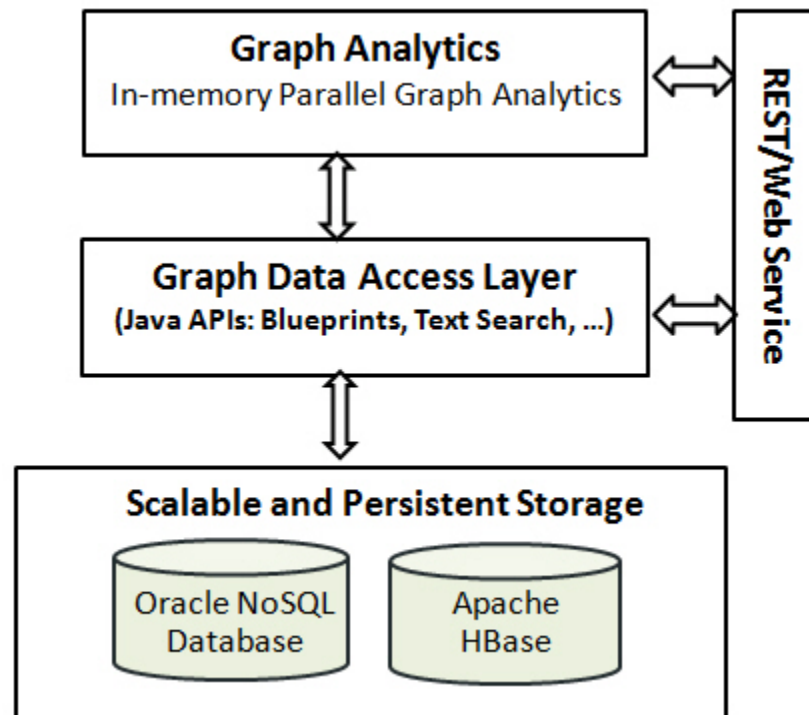 Graph Analytics
In-memory Parallel Graph Analytics
REST/Web Service
Graph Data Access Layer
(Java APIs: Blueprints, Text Search, ...)
Scalable and Persistent Storage
Oracle NoSQL
Database
Apache
HBase